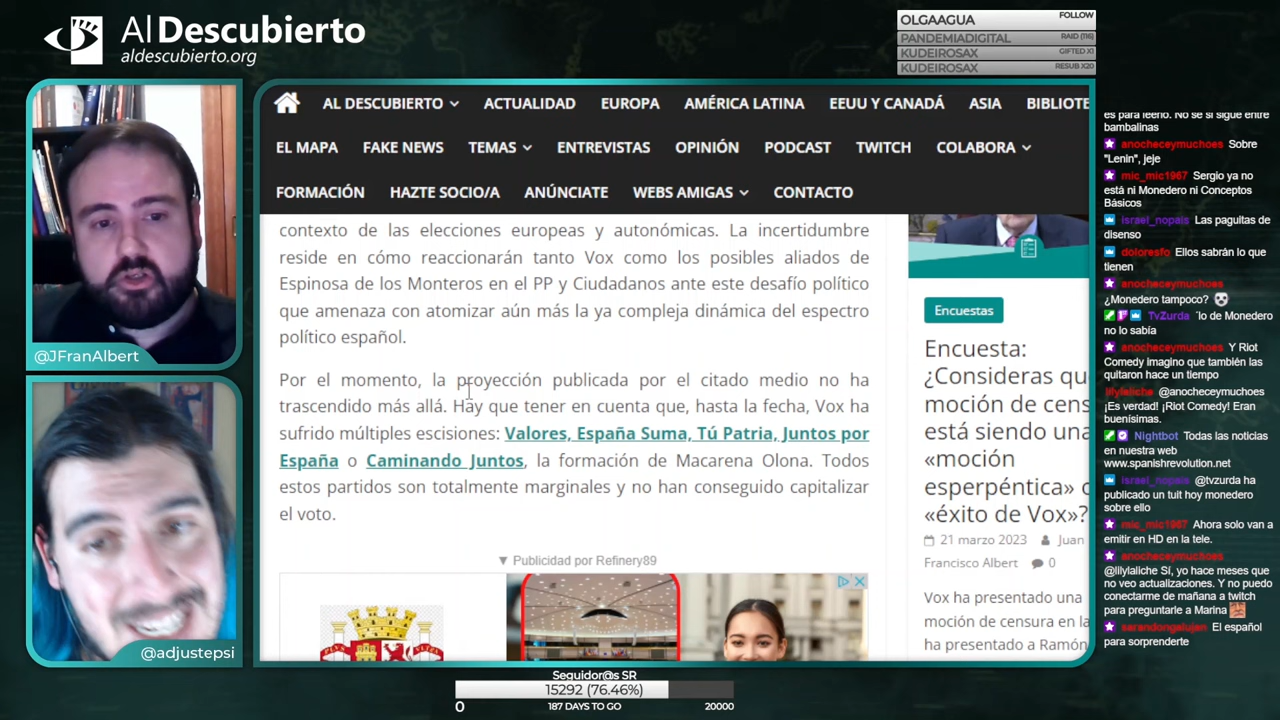 Al Descubierto
aldescubierto.org
OLGAAGUA FOLLOW
PANDEMIADIGITAL RAID (116)
KUDEIROSAX GIFTED X1
KUDEIROSAX RESUB X20
AL DESCUBIERTO ACTUALIDAD EUROPA AMÉRICA LATINA EEUU Y CANADÁ ASIA BIBLIOTE
EL MAPA FAKE NEWS TEMAS ENTREVISTAS OPINIÓN PODCAST TWITCH COLABORA
FORMACIÓN HAZTE SOCIO/A ANÚNCIATE WEBS AMIGAS CONTACTO
contexto de las elecciones europeas y autonómicas. La incertidumbre
reside en cómo reaccionarán tanto Vox como los posibles aliados de
Espinosa de los Monteros en el PP y Ciudadanos ante este desafío político
que amenaza con atomizar aún más la ya compleja dinámica del espectro
político español.
Por el momento, la proyección publicada por el citado medio no ha
trascendido más allá. Hay que tener en cuenta que, hasta la fecha, Vox ha
sufrido múltiples escisiones: Valores, España Suma, Tú Patria, Juntos por
España o Caminando Juntos, la formación de Macarena Olona. Todos
estos partidos son totalmente marginales y no han conseguido capitalizar
el voto.
▼ Publicidad por Refinery89
Encuestas
Encuesta:
¿Consideras qu
moción de cens
está siendo una
«moción
esperpéntica» o
«éxito de Vox»?
21 marzo 2023 Juan
Francisco Albert 0
Vox ha presentado una
moción de censura en la
ha presentado a Ramón
@JFranAlbert
@adjustepsi
es para leerlo. No se si sigue entre
bambalinas
anocheceymuchoes Sobre
"Lenin", jeje
mic_mic1967 Sergio ya no
está ni Monedero ni Conceptos
Básicos
israel_nopais Las paguitas de
disenso
doloresfo Ellos sabrán lo que
tienen
anocheceymuchoes
¿Monedero tampoco?
TvZurda ´lo de Monedero
no lo sabía
anocheceymuchoes Y Riot
Comedy imagino que también las
quitaron hace un tiempo
lilylaliche @anocheceymuchoes
¡Es verdad! ¡Riot Comedy! Eran
buenísimas.
Nightbot Todas las noticias
en nuestra web
www.spanishrevolution.net
israel_nopais @tvzurda ha
publicado un tuit hoy monedero
sobre ello
mic_mic1967 Ahora solo van a
emitir en HD en la tele.
anocheceymuchoes
@lilylaliche Sí, yo hace meses que
no veo actualizaciones. Y no puedo
conectarme de mañana a twitch
para preguntarle a Marina
sarandongalujan El español
para sorprenderte
Seguidor@s SR
15292 (76.46%)
0 187 DAYS TO GO 20000